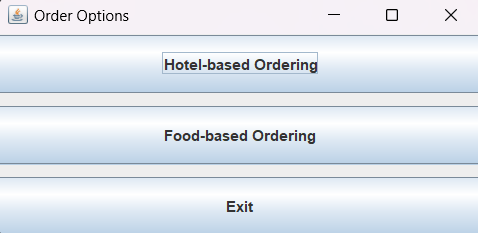 Order Options
Hotel-based Ordering
Food-based Ordering
Exit